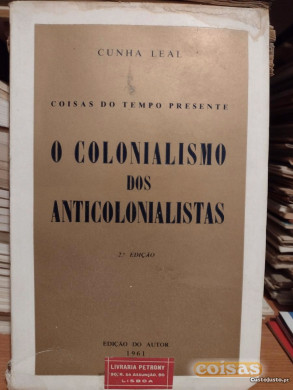 CUNHA LEAL
COISAS DO TEMPO PRESENTE
O COLONIALISMO
DOS
ANTICOLONIALISTAS
2.ª EDIÇÃO
EDIÇÃO DO AUTOR
1961
LIVRARIA PETRONY
LISBOA
coisas